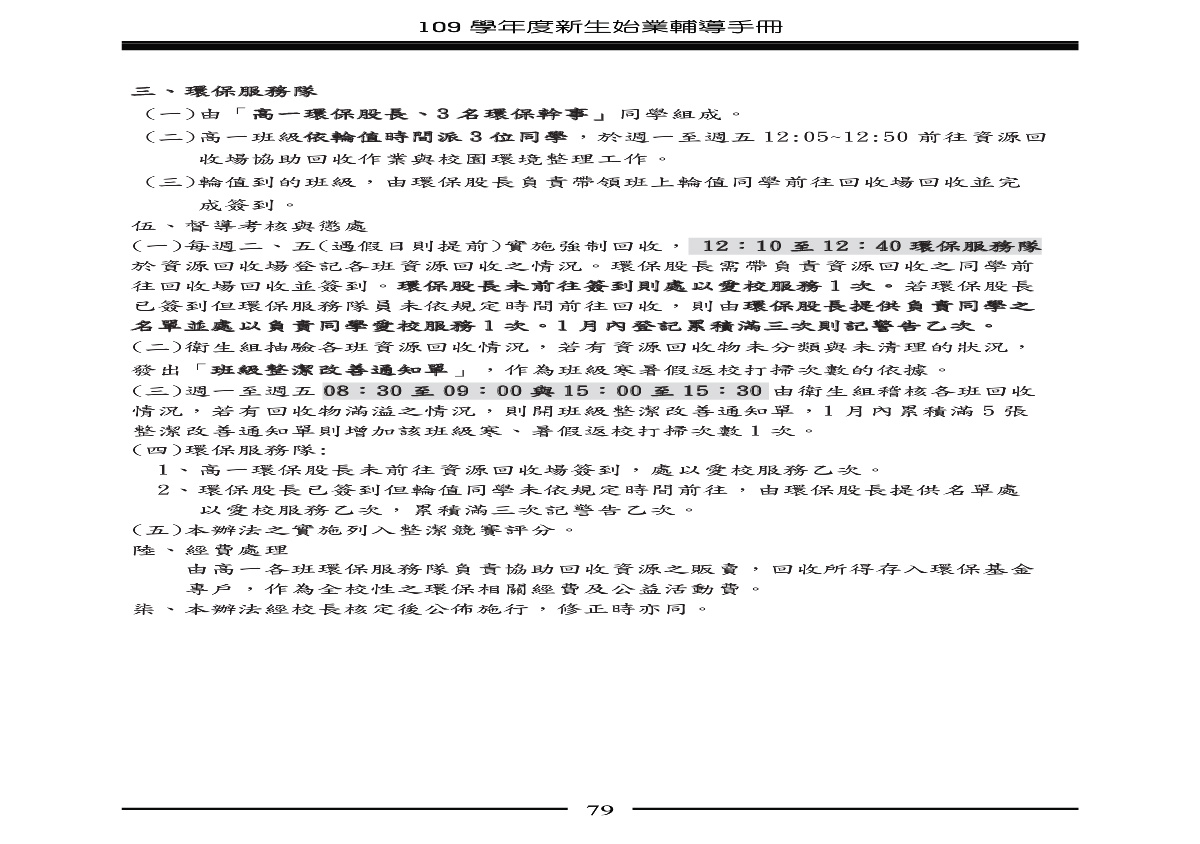 109 學年度新生始業輔導手冊
三、環保服務隊
(一)由「高一環保股長、3 名環保幹事」同學組成。
(二)高一班級依輪值時間派 3 位同學，於週一至週五 12:05~12:50 前往資源回
收場協助回收作業與校園環境整理工作。
(三)輪值到的班級，由環保股長負責帶領班上輪值同學前往回收場回收並完
成簽到。
伍、督導考核與懲處
(一)每週二、五(遇假日則提前)實施強制回收， 12：10 至 12：40 環保服務隊
於資源回收場登記各班資源回收之情況。環保股長需帶負責資源回收之同學前
往回收場回收並簽到。環保股長未前往簽到則處以愛校服務 1 次。若環保股長
已簽到但環保服務隊員未依規定時間前往回收，則由環保股長提供負責同學之
名單並處以負責同學愛校服務 1 次。1 月內登記累積滿三次則記警告乙次。
(二)衛生組抽驗各班資源回收情況，若有資源回收物未分類與未清理的狀況，
發出「班級整潔改善通知單」，作為班級寒暑假返校打掃次數的依據。
(三)週一至週五 08：30 至 09：00 與 15：00 至 15：30 由衛生組稽核各班回收
情況，若有回收物滿溢之情況，則開班級整潔改善通知單，1 月內累積滿 5 張
整潔改善通知單則增加該班級寒、暑假返校打掃次數 1 次。
(四)環保服務隊:
1、高一環保股長未前往資源回收場簽到，處以愛校服務乙次。
2、環保股長已簽到但輪值同學未依規定時間前往，由環保股長提供名單處
以愛校服務乙次，累積滿三次記警告乙次。
(五)本辦法之實施列入整潔競賽評分。
陸、經費處理
由高一各班環保服務隊負責協助回收資源之販賣，回收所得存入環保基金
專戶，作為全校性之環保相關經費及公益活動費。
柒、本辦法經校長核定後公佈施行，修正時亦同。
79